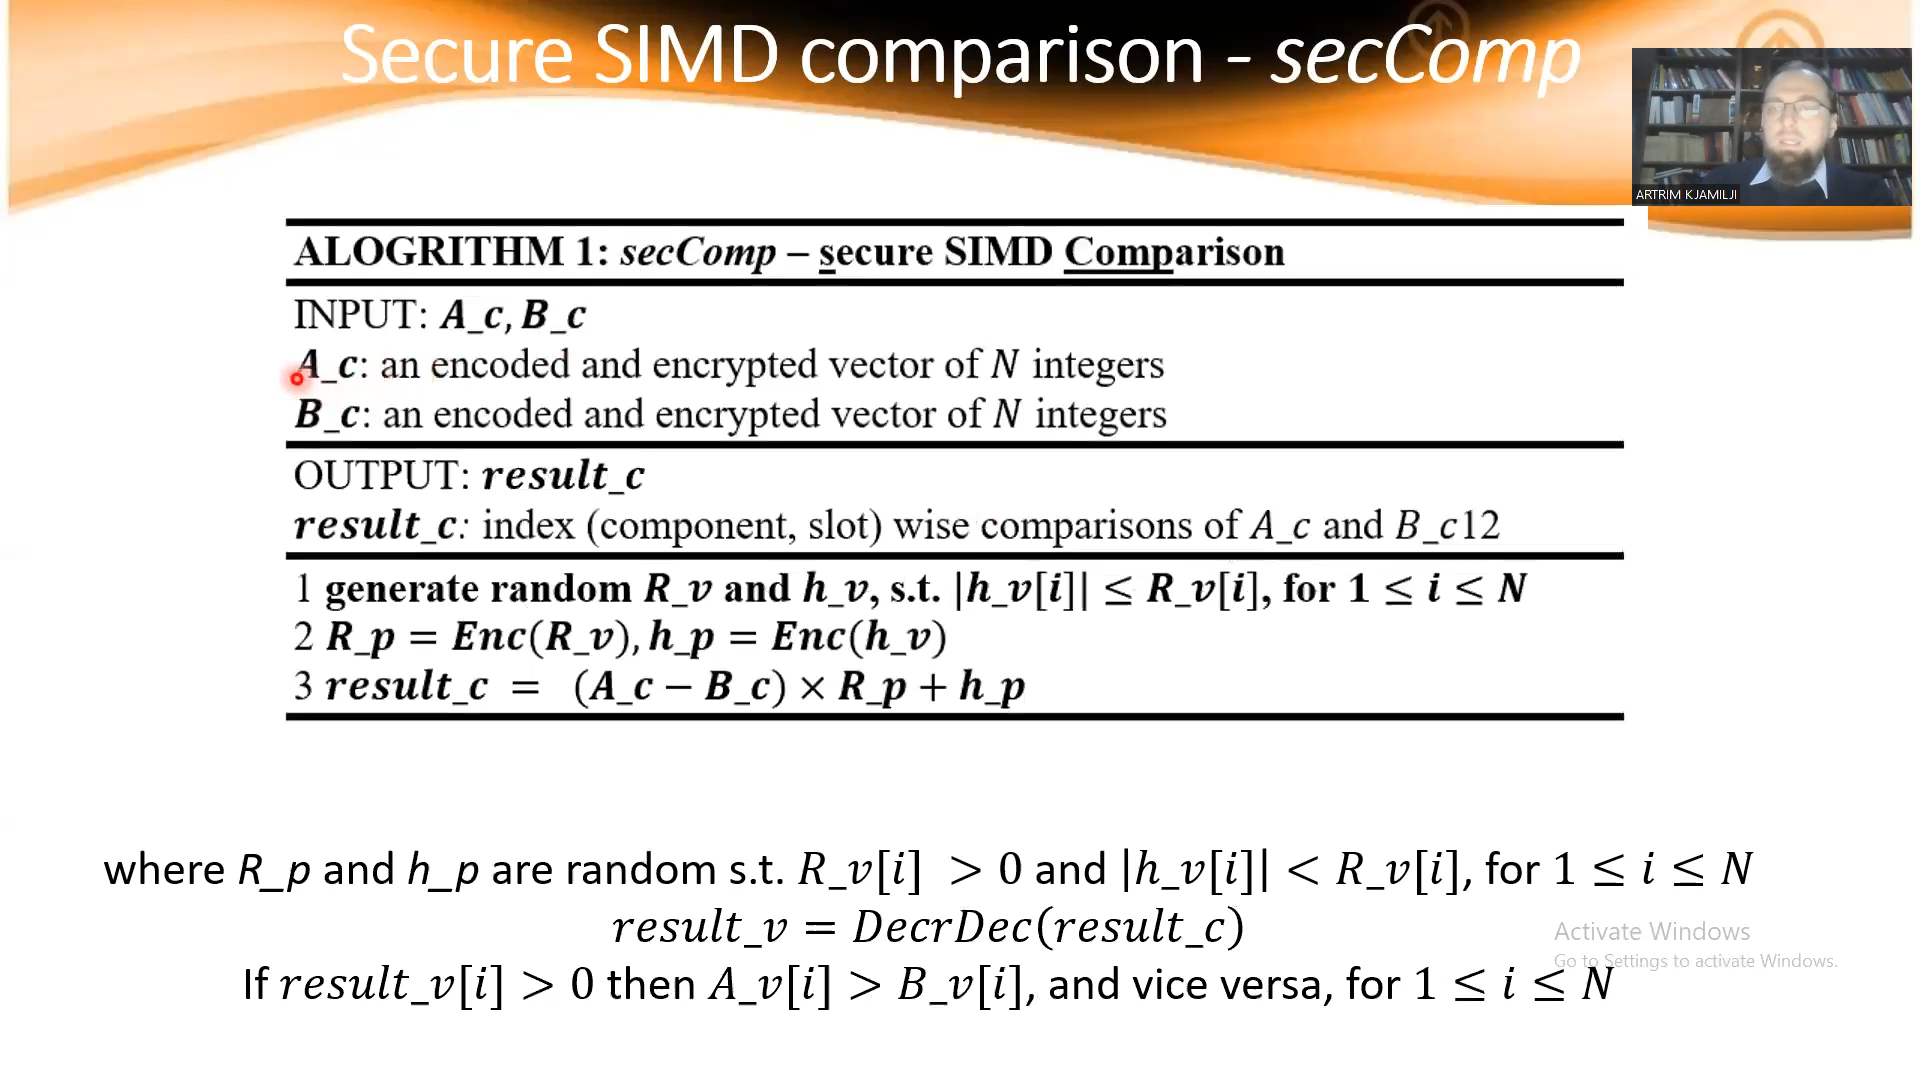 Secure SIMD comparison - secComp
ARTRIM KJAMILJI
ALOGRITHM 1: secComp – secure SIMD Comparison
INPUT: A_c, B_c
A_c: an encoded and encrypted vector of N integers
B_c: an encoded and encrypted vector of N integers
OUTPUT: result_c
result_c: index (component, slot) wise comparisons of A_c and B_c12
1 generate random R_v and h_v, s.t. |h_v[i]| ≤ R_v[i], for 1 ≤ i ≤ N
2 R_p = Enc(R_v), h_p = Enc(h_v)
3 result_c = (A_c − B_c) × R_p + h_p
where R_p and h_p are random s.t. R_v[i] > 0 and |h_v[i]| < R_v[i], for 1 ≤ i ≤ N
result_v = DecrDec(result_c)
If result_v[i] > 0 then A_v[i] > B_v[i], and vice versa, for 1 ≤ i ≤ N
Activate Windows
Go to Settings to activate Windows.